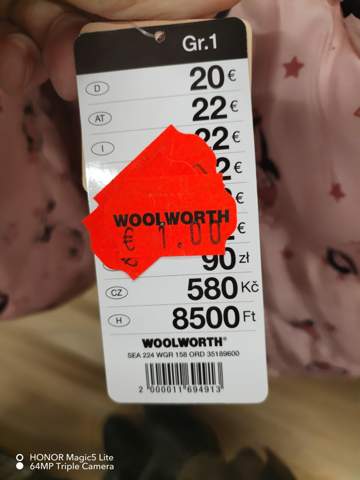 Gr.1
D 20€
AT 22€
I 22€
2€
€
€
90 zł
CZ 580 Kč
H 8500 Ft
WOOLWORTH
€ 1.00
WOOLWORTH®
SEA 224 WGR 158 ORD 35189600
2 000011 694913
HONOR Magic5 Lite
64MP Triple Camera